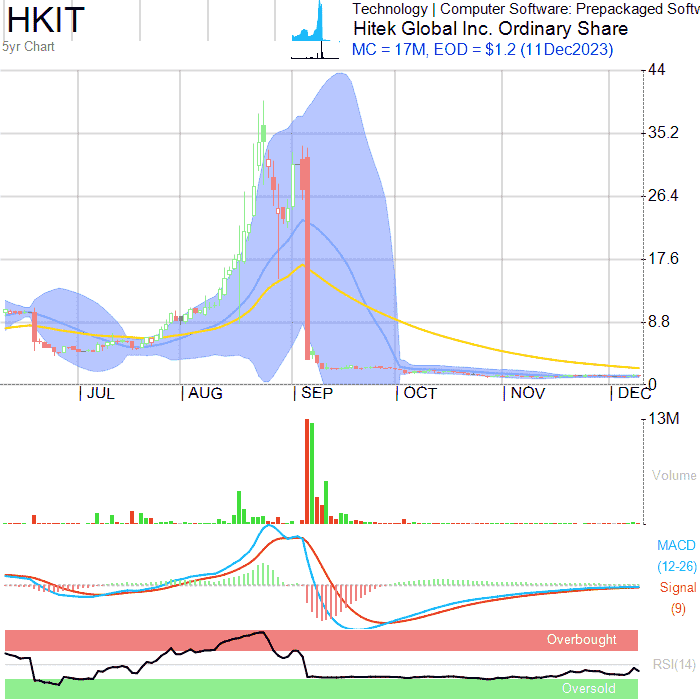 HKIT
5yr Chart
Technology | Computer Software: Prepackaged Softw
Hitek Global Inc. Ordinary Share
MC = 17M, EOD = $1.2 (11Dec2023)
44
35.2
26.4
17.6
8.8
0
JUL AUG SEP OCT NOV DEC
13M
Volume
MACD
(12-26)
Signal
(9)
Overbought
RSI(14)
Oversold